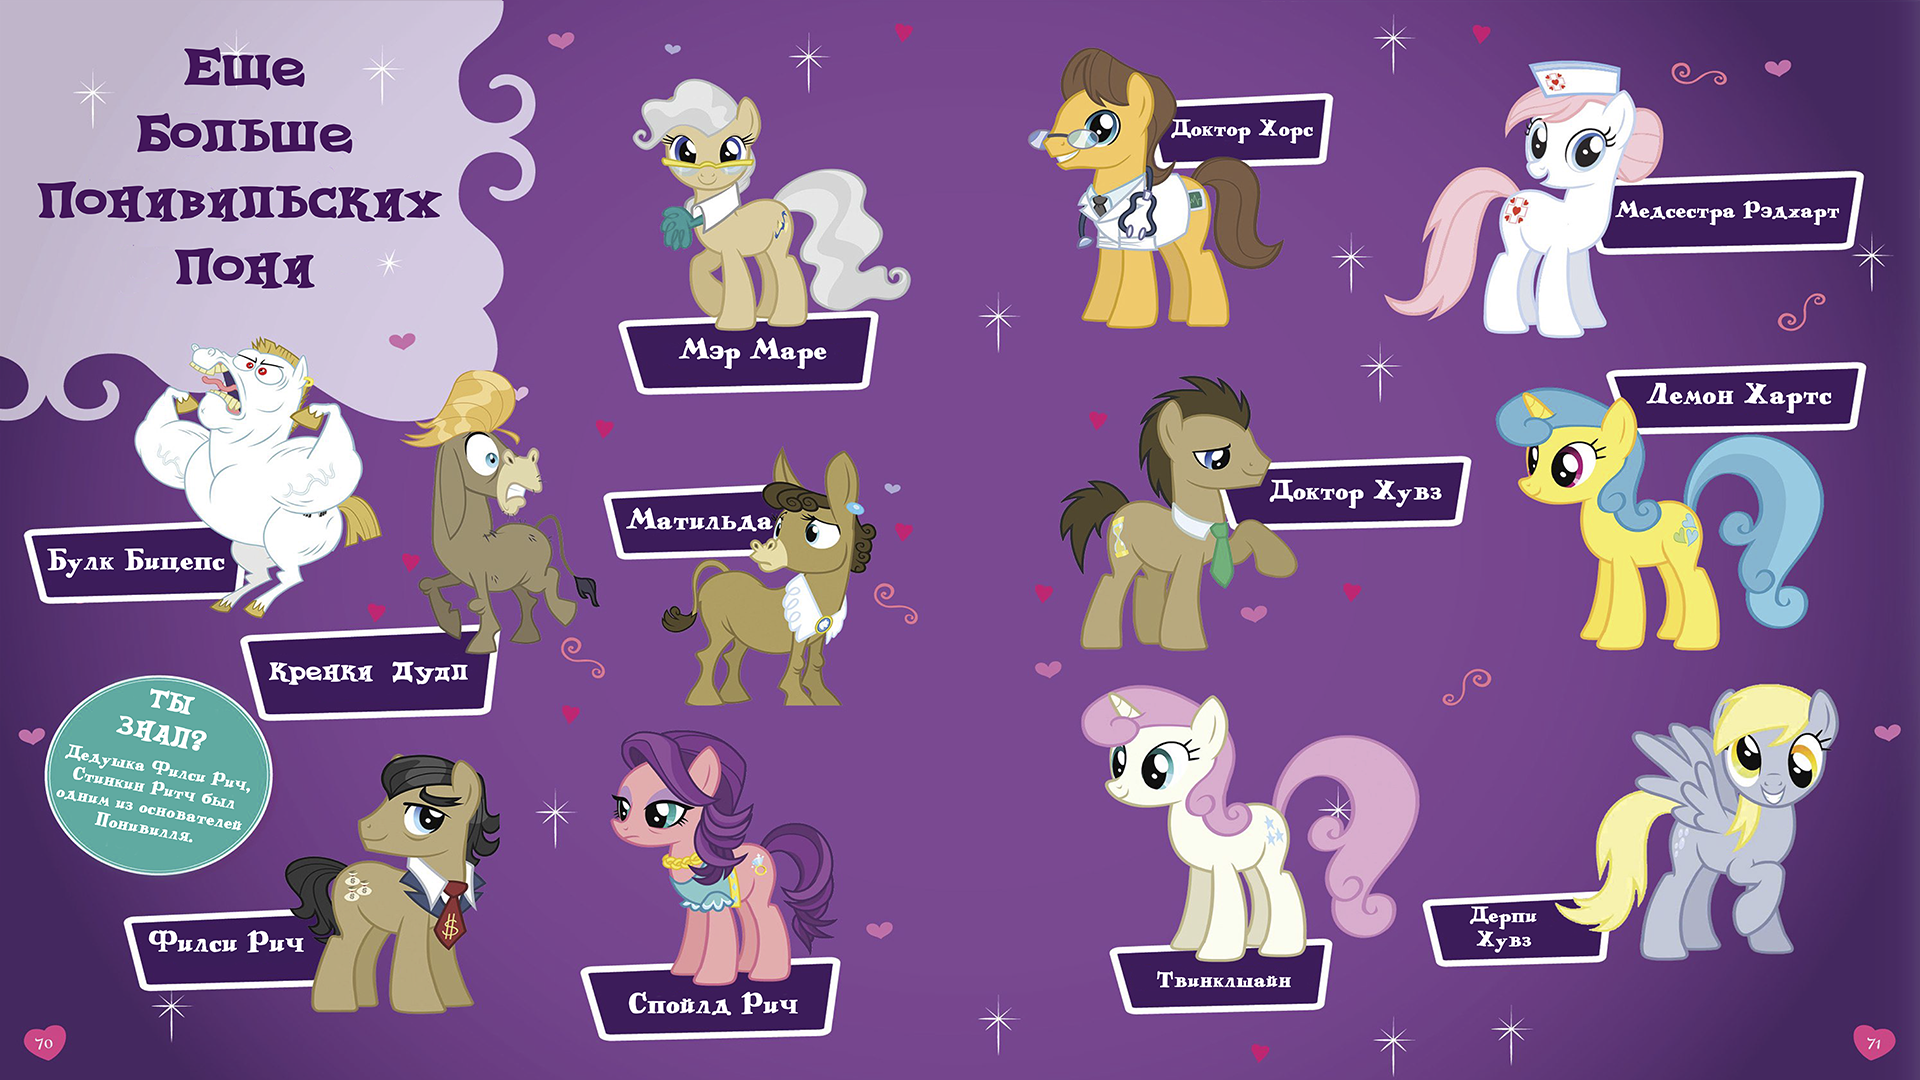 Еще
Больше
Понивильских
Пони
Мэр Маре
Доктор Хорс
Медсестра Рэдхарт
Булк Бицепс
Кренки Дудл
Матильда
Доктор Хувз
Лемон Хартс
ТЫ
ЗНАЛ?
Дедушка Филси Рич,
Стинкин Ритч был
одним из основателей
Понивилля.
Филси Рич
Спойлд Рич
Твинклшайн
Дерпи
Хувз
70
71